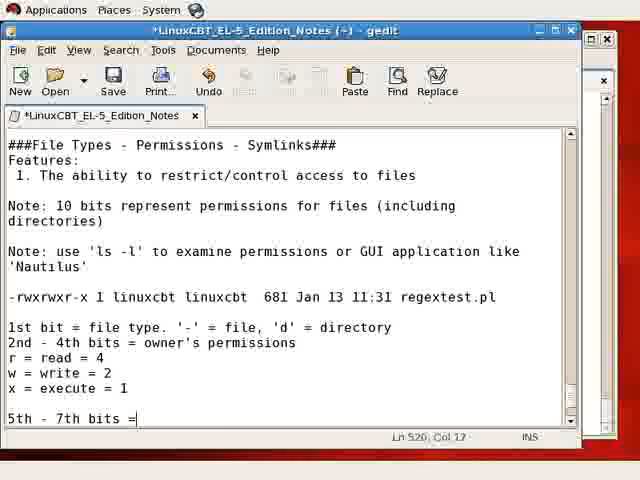 Applications Places System
*LinuxCBT_EL-5_Edition_Notes (~) - gedit
File Edit View Search Tools Documents Help
New Open Save Print... Undo Paste Find Replace
*LinuxCBT_EL-5_Edition_Notes
###File Types - Permissions - Symlinks###
Features:
1. The ability to restrict/control access to files
Note: 10 bits represent permissions for files (including
directories)
Note: use 'ls -l' to examine permissions or GUI application like
'Nautilus'
-rwxrwxr-x 1 linuxcbt linuxcbt 681 Jan 13 11:31 regextest.pl
1st bit = file type. '-' = file, 'd' = directory
2nd - 4th bits = owner's permissions
r = read = 4
w = write = 2
x = execute = 1
5th - 7th bits =
Ln 520, Col 17 INS